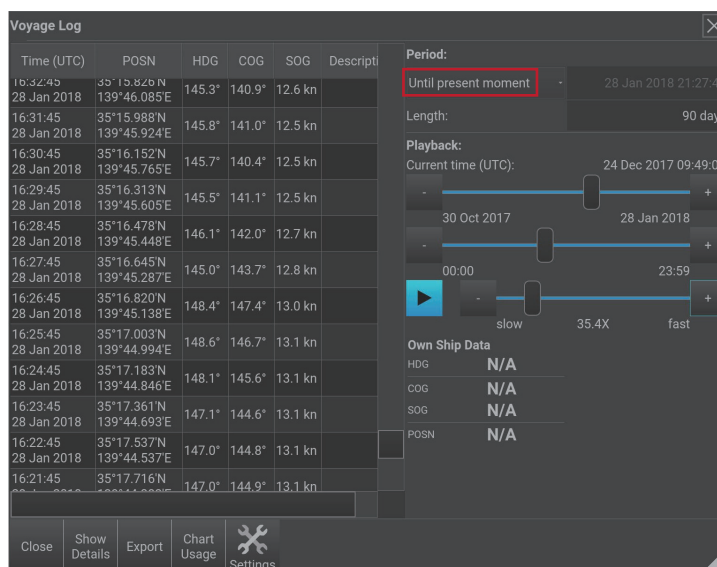 Voyage Log
Time (UTC) POSN HDG COG SOG Descripti
16:32:45 35°15.826'N
28 Jan 2018 139°46.085'E 145.3° 140.9° 12.6 kn
16:31:45 35°15.988'N
28 Jan 2018 139°45.924'E 145.8° 141.0° 12.5 kn
16:30:45 35°16.152'N
28 Jan 2018 139°45.765'E 145.7° 140.4° 12.5 kn
16:29:45 35°16.313'N
28 Jan 2018 139°45.605'E 145.5° 141.1° 12.5 kn
16:28:45 35°16.478'N
28 Jan 2018 139°45.448'E 146.1° 142.0° 12.7 kn
16:27:45 35°16.645'N
28 Jan 2018 139°45.287'E 145.0° 143.7° 12.8 kn
16:26:45 35°16.820'N
28 Jan 2018 139°45.138'E 148.4° 147.4° 13.0 kn
16:25:45 35°17.003'N
28 Jan 2018 139°44.994'E 148.6° 146.7° 13.1 kn
16:24:45 35°17.183'N
28 Jan 2018 139°44.846'E 148.1° 145.6° 13.1 kn
16:23:45 35°17.361'N
28 Jan 2018 139°44.693'E 147.1° 144.6° 13.1 kn
16:22:45 35°17.537'N
28 Jan 2018 139°44.537'E 147.0° 144.8° 13.1 kn
16:21:45 35°17.716'N
147.0° 144.9° 13.1 kn
Period:
Until present moment - 28 Jan 2018 21:27:4
Length: 90 day
Playback:
Current time (UTC): 24 Dec 2017 09:49:0
- +
30 Oct 2017 28 Jan 2018
- +
00:00 23:59
- +
slow 35.4X fast
Own Ship Data
HDG N/A
COG N/A
SOG N/A
POSN N/A
Close Show Details Export Chart Usage Settings